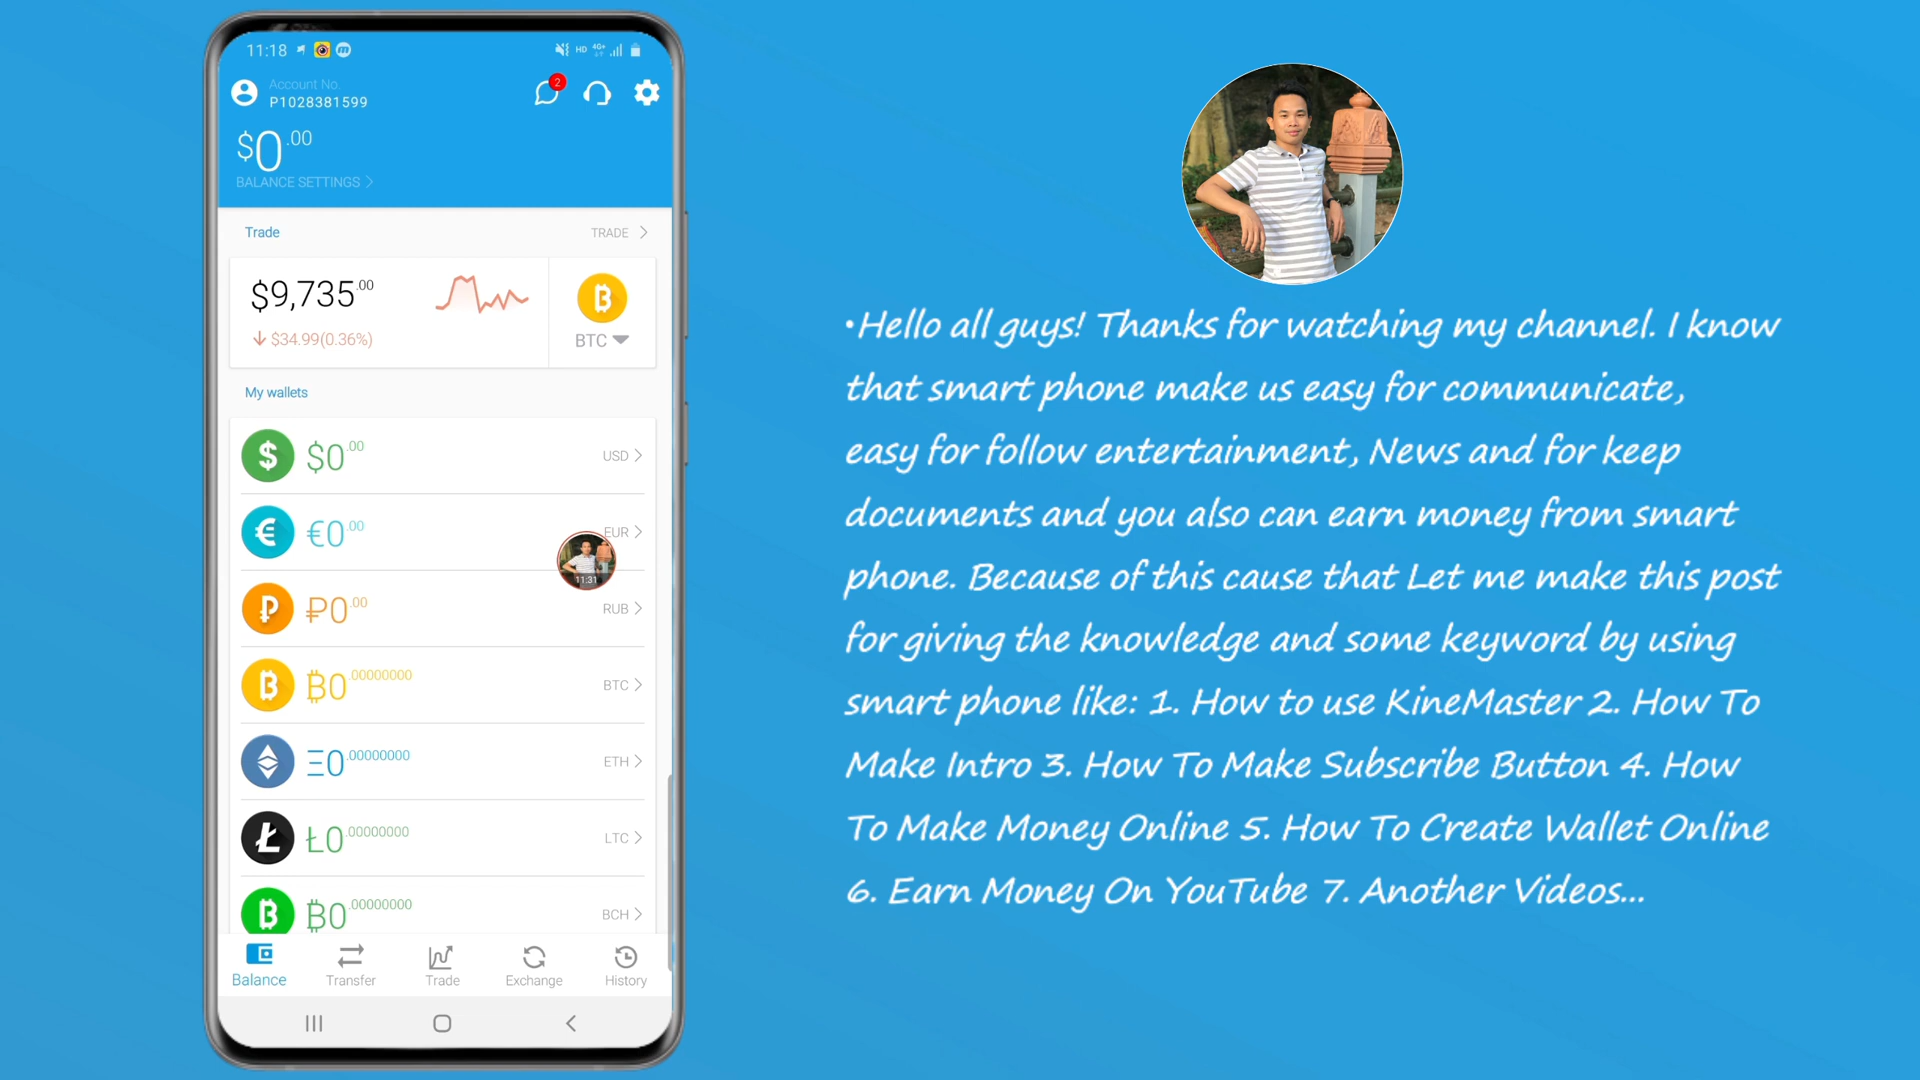 11:18
HD 4G+
Account No.
P1028381599
2
$0.00
BALANCE SETTINGS
Trade
TRADE
$9,735.00
$34.99(0.36%)
BTC
My wallets
$0.00
USD
€0.00
EUR
11:31
₽0.00
RUB
₿0.00000000
BTC
Ξ0.00000000
ETH
Ł0.00000000
LTC
₿0.00000000
BCH
Balance
Transfer
Trade
Exchange
History
•Hello all guys! Thanks for watching my channel. I know
that smart phone make us easy for communicate,
easy for follow entertainment, News and for keep
documents and you also can earn money from smart
phone. Because of this cause that Let me make this post
for giving the knowledge and some keyword by using
smart phone like: 1. How to use KineMaster 2. How To
Make Intro 3. How To Make Subscribe Button 4. How
To Make Money Online 5. How To Create Wallet Online
6. Earn Money On YouTube 7. Another Videos...